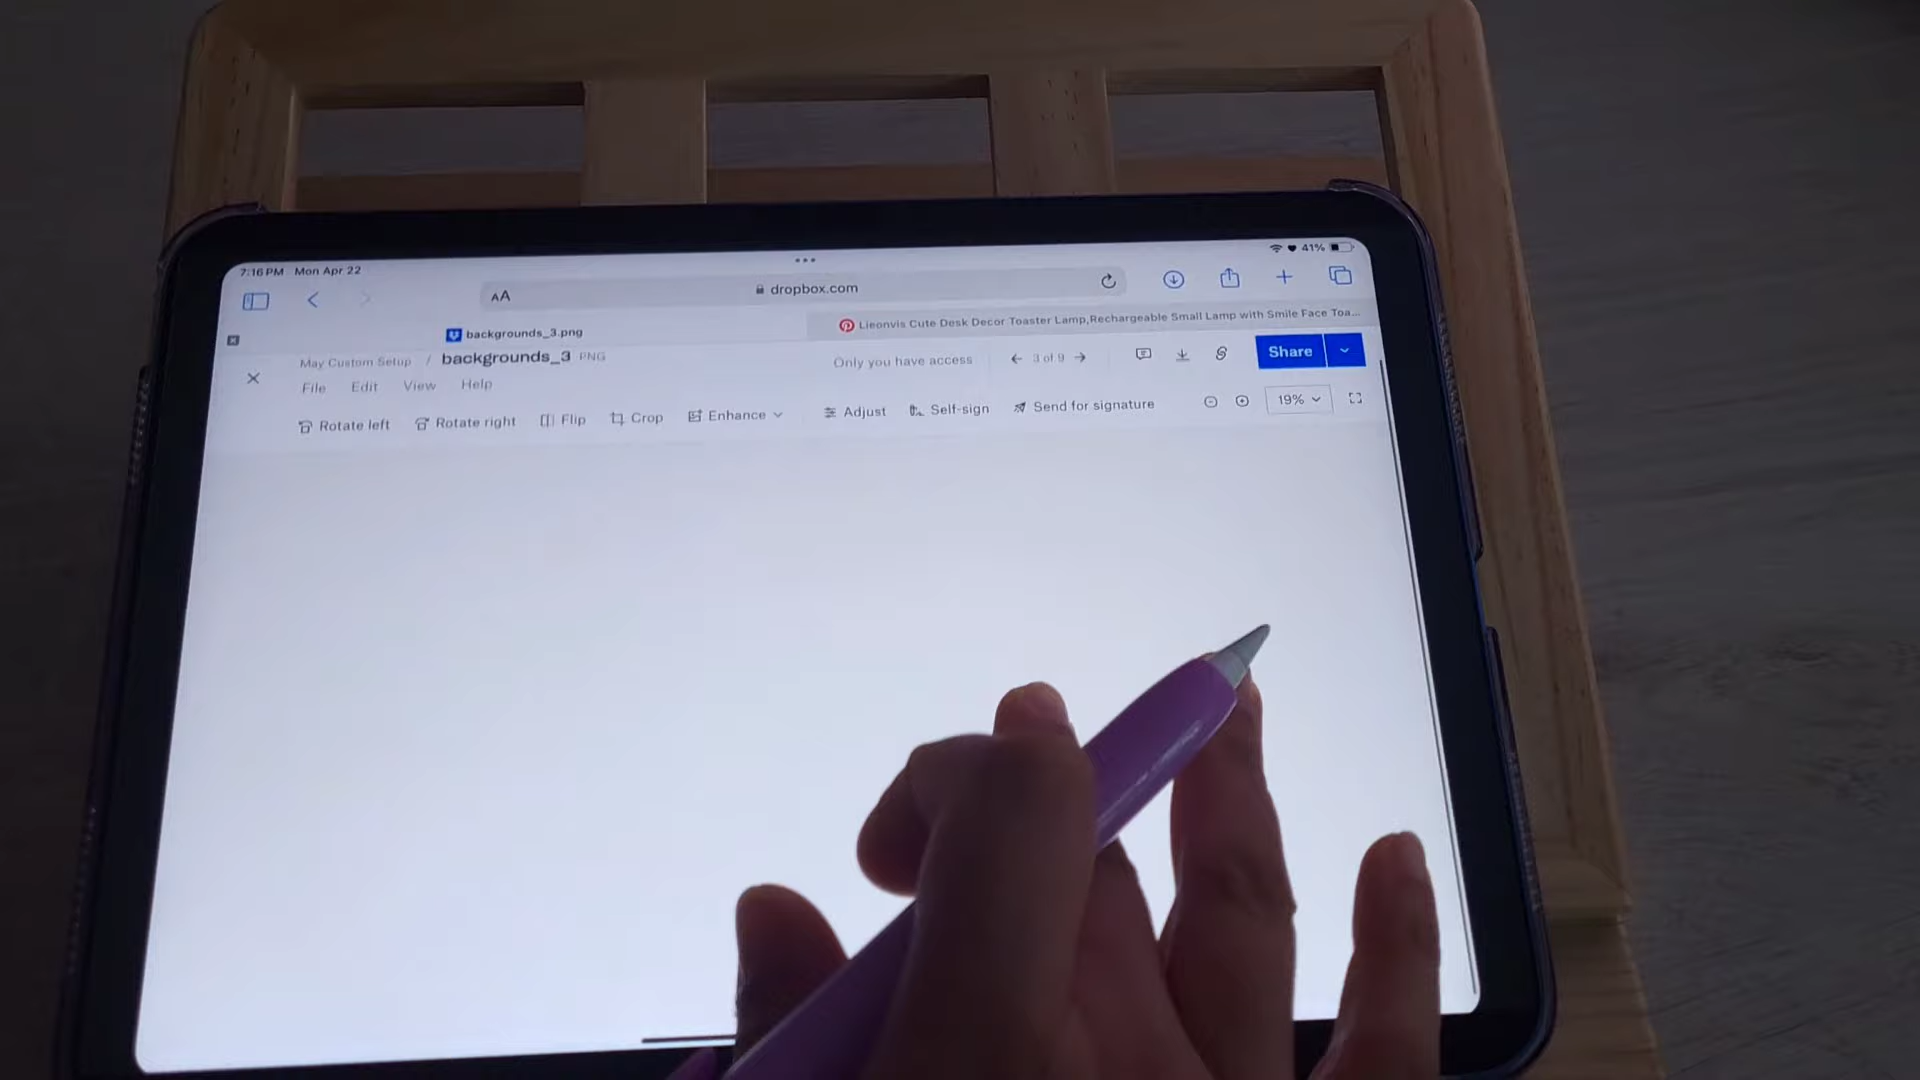 7:16 PM Mon Apr 22
41%
AA
dropbox.com
backgrounds_3.png
Lieonvis Cute Desk Decor Toaster Lamp,Rechargeable Small Lamp with Smile Face Toa...
May Custom Setup / backgrounds_3 PNG
Only you have access
3 of 9
Share
File Edit View Help
Rotate left Rotate right Flip Crop Enhance Adjust Self-sign Send for signature 19%